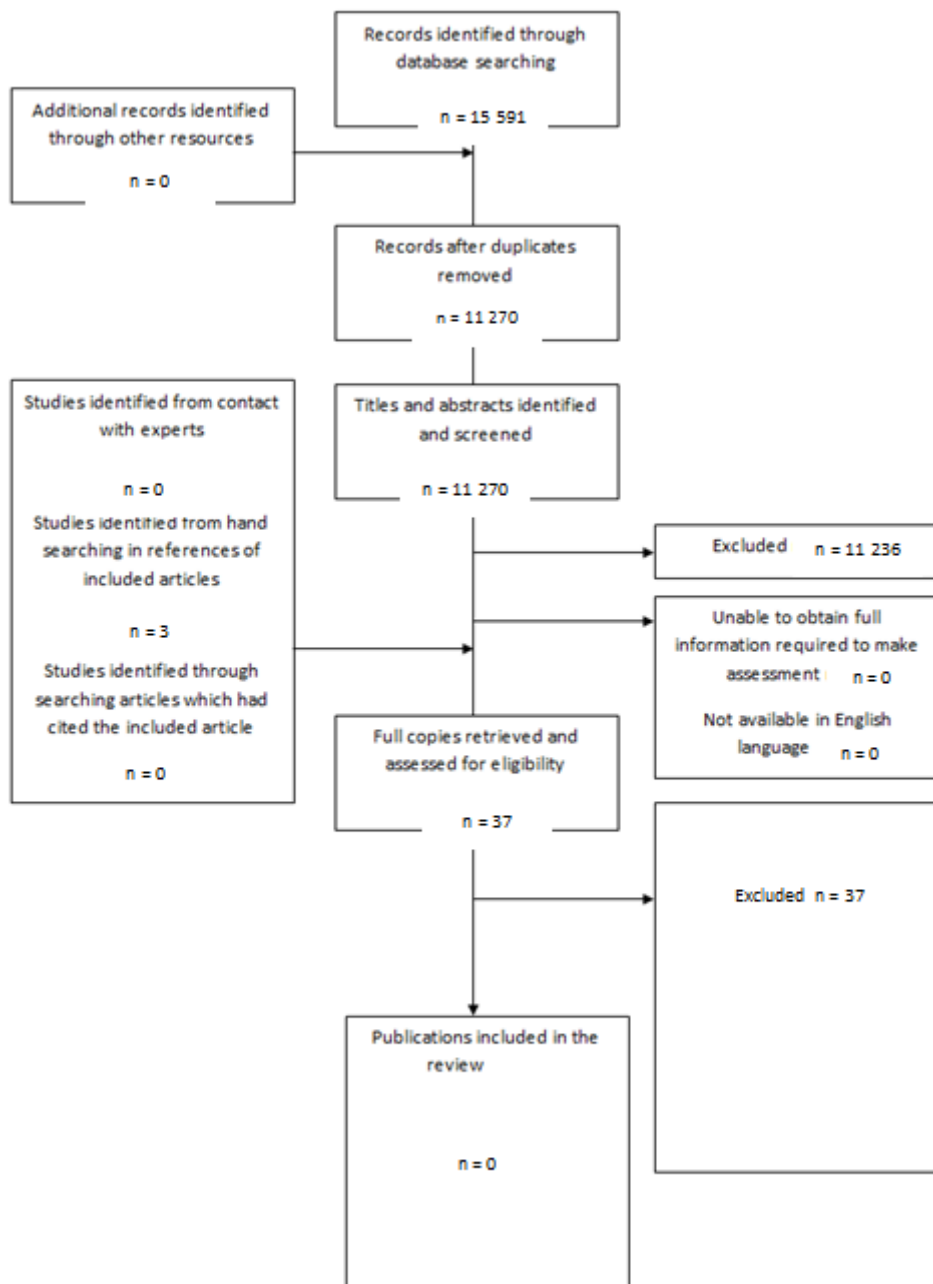 Records identified through
database searching
n = 15 591
Additional records identified
through other resources
n = 0
Records after duplicates
removed
n = 11 270
Titles and abstracts identified
and screened
n = 11 270
Studies identified from contact
with experts
n = 0
Studies identified from hand
searching in references of
included articles
n = 3
Studies identified through
searching articles which had
cited the included article
n = 0
Excluded n = 11 236
Unable to obtain full
information required to make
assessment n = 0
Not available in English
language n = 0
Full copies retrieved and
assessed for eligibility
n = 37
Excluded n = 37
Publications included in the
review
n = 0